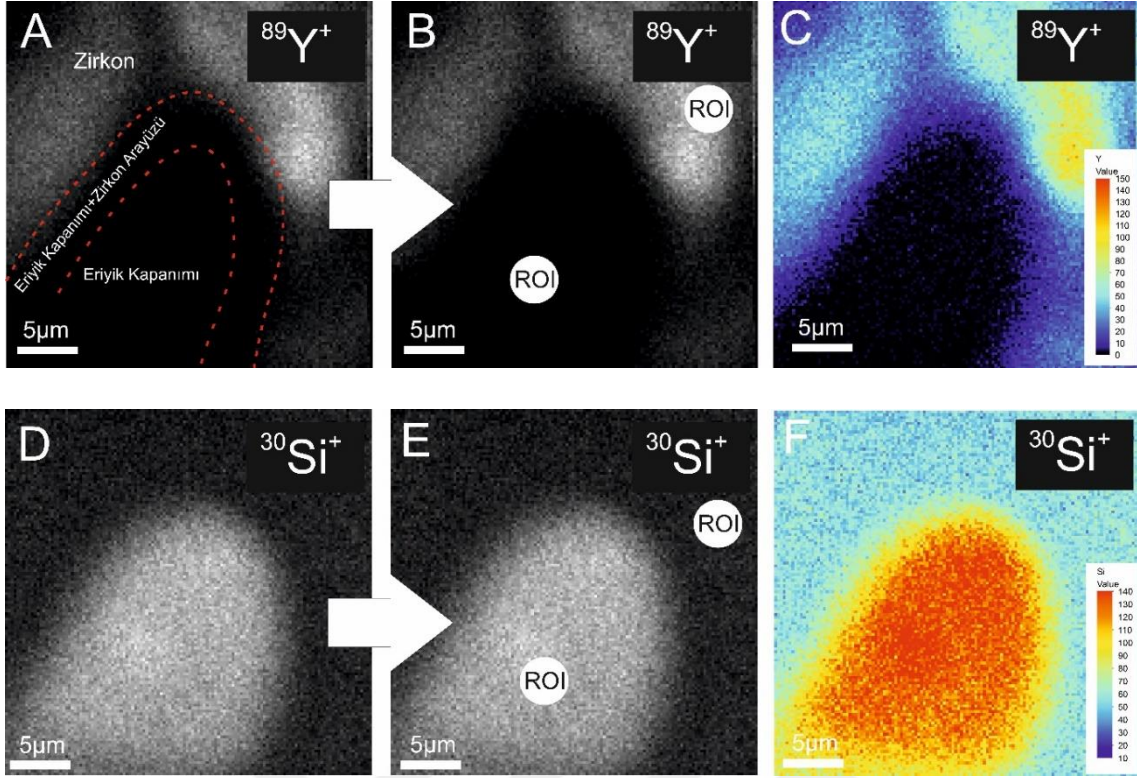 A
Zirkon
⁸⁹Y⁺
Eriyik Kapanımı+Zirkon Arayüzü
Eriyik Kapanımı
5µm
B
⁸⁹Y⁺
ROI
ROI
5µm
C
⁸⁹Y⁺
Y
Value
150
140
130
120
110
100
90
80
70
60
50
40
30
20
10
0
5µm
D
³⁰Si⁺
5µm
E
³⁰Si⁺
ROI
ROI
5µm
F
³⁰Si⁺
Si
Value
140
130
120
110
100
90
80
70
60
50
40
30
20
10
5µm